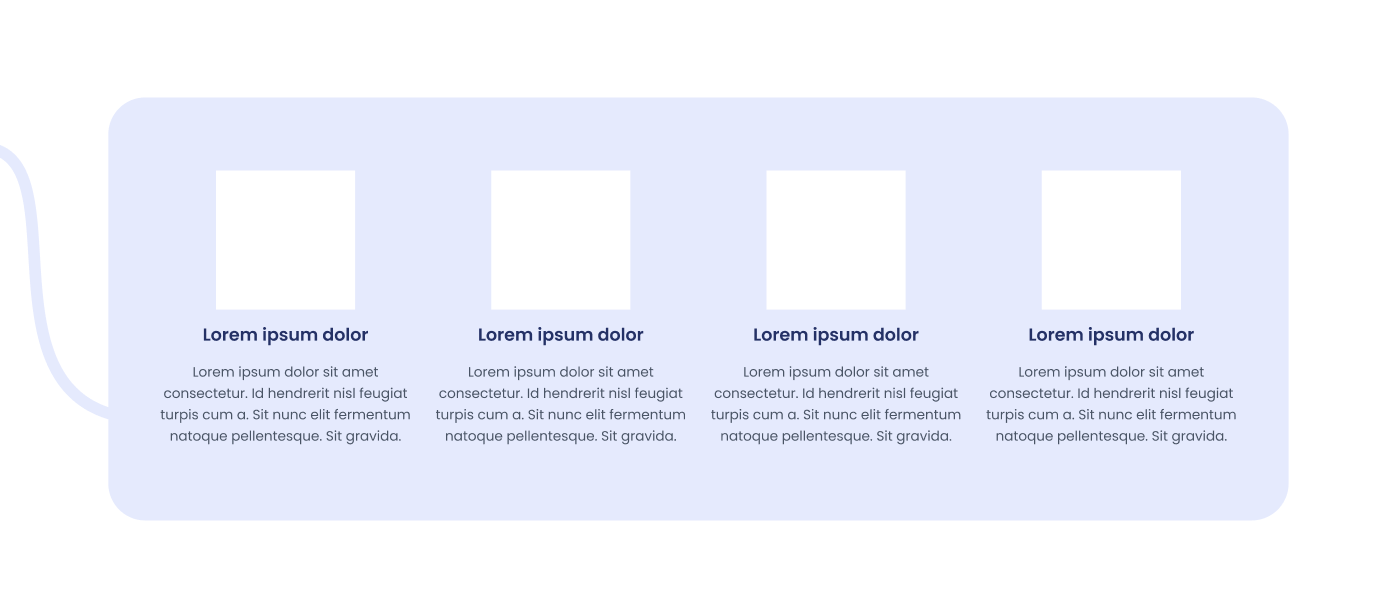 Lorem ipsum dolor
Lorem ipsum dolor sit amet
consectetur. Id hendrerit nisl feugiat
turpis cum a. Sit nunc elit fermentum
natoque pellentesque. Sit gravida.
Lorem ipsum dolor
Lorem ipsum dolor sit amet
consectetur. Id hendrerit nisl feugiat
turpis cum a. Sit nunc elit fermentum
natoque pellentesque. Sit gravida.
Lorem ipsum dolor
Lorem ipsum dolor sit amet
consectetur. Id hendrerit nisl feugiat
turpis cum a. Sit nunc elit fermentum
natoque pellentesque. Sit gravida.
Lorem ipsum dolor
Lorem ipsum dolor sit amet
consectetur. Id hendrerit nisl feugiat
turpis cum a. Sit nunc elit fermentum
natoque pellentesque. Sit gravida.